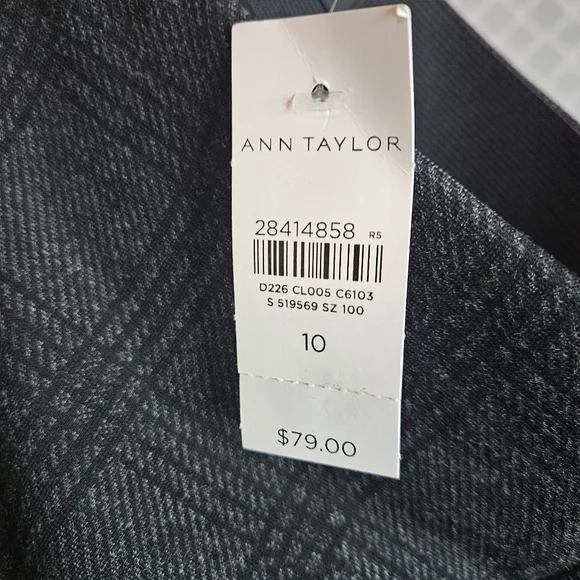 ANN TAYLOR
28414858 R5
D226 CL005 C6103
S 519569 SZ 100
10
$79.00